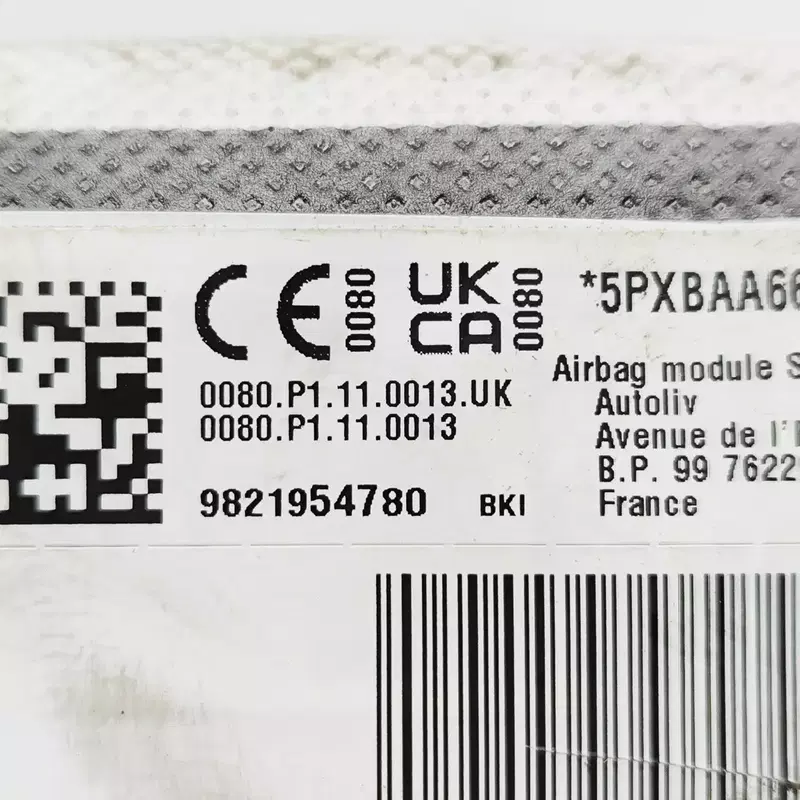 CE 0080 UK CA 0080 *5PXBAA66
0080.P1.11.0013.UK
0080.P1.11.0013
9821954780 BKI
Airbag module S
Autoliv
Avenue de l'
B.P. 99 7622
France